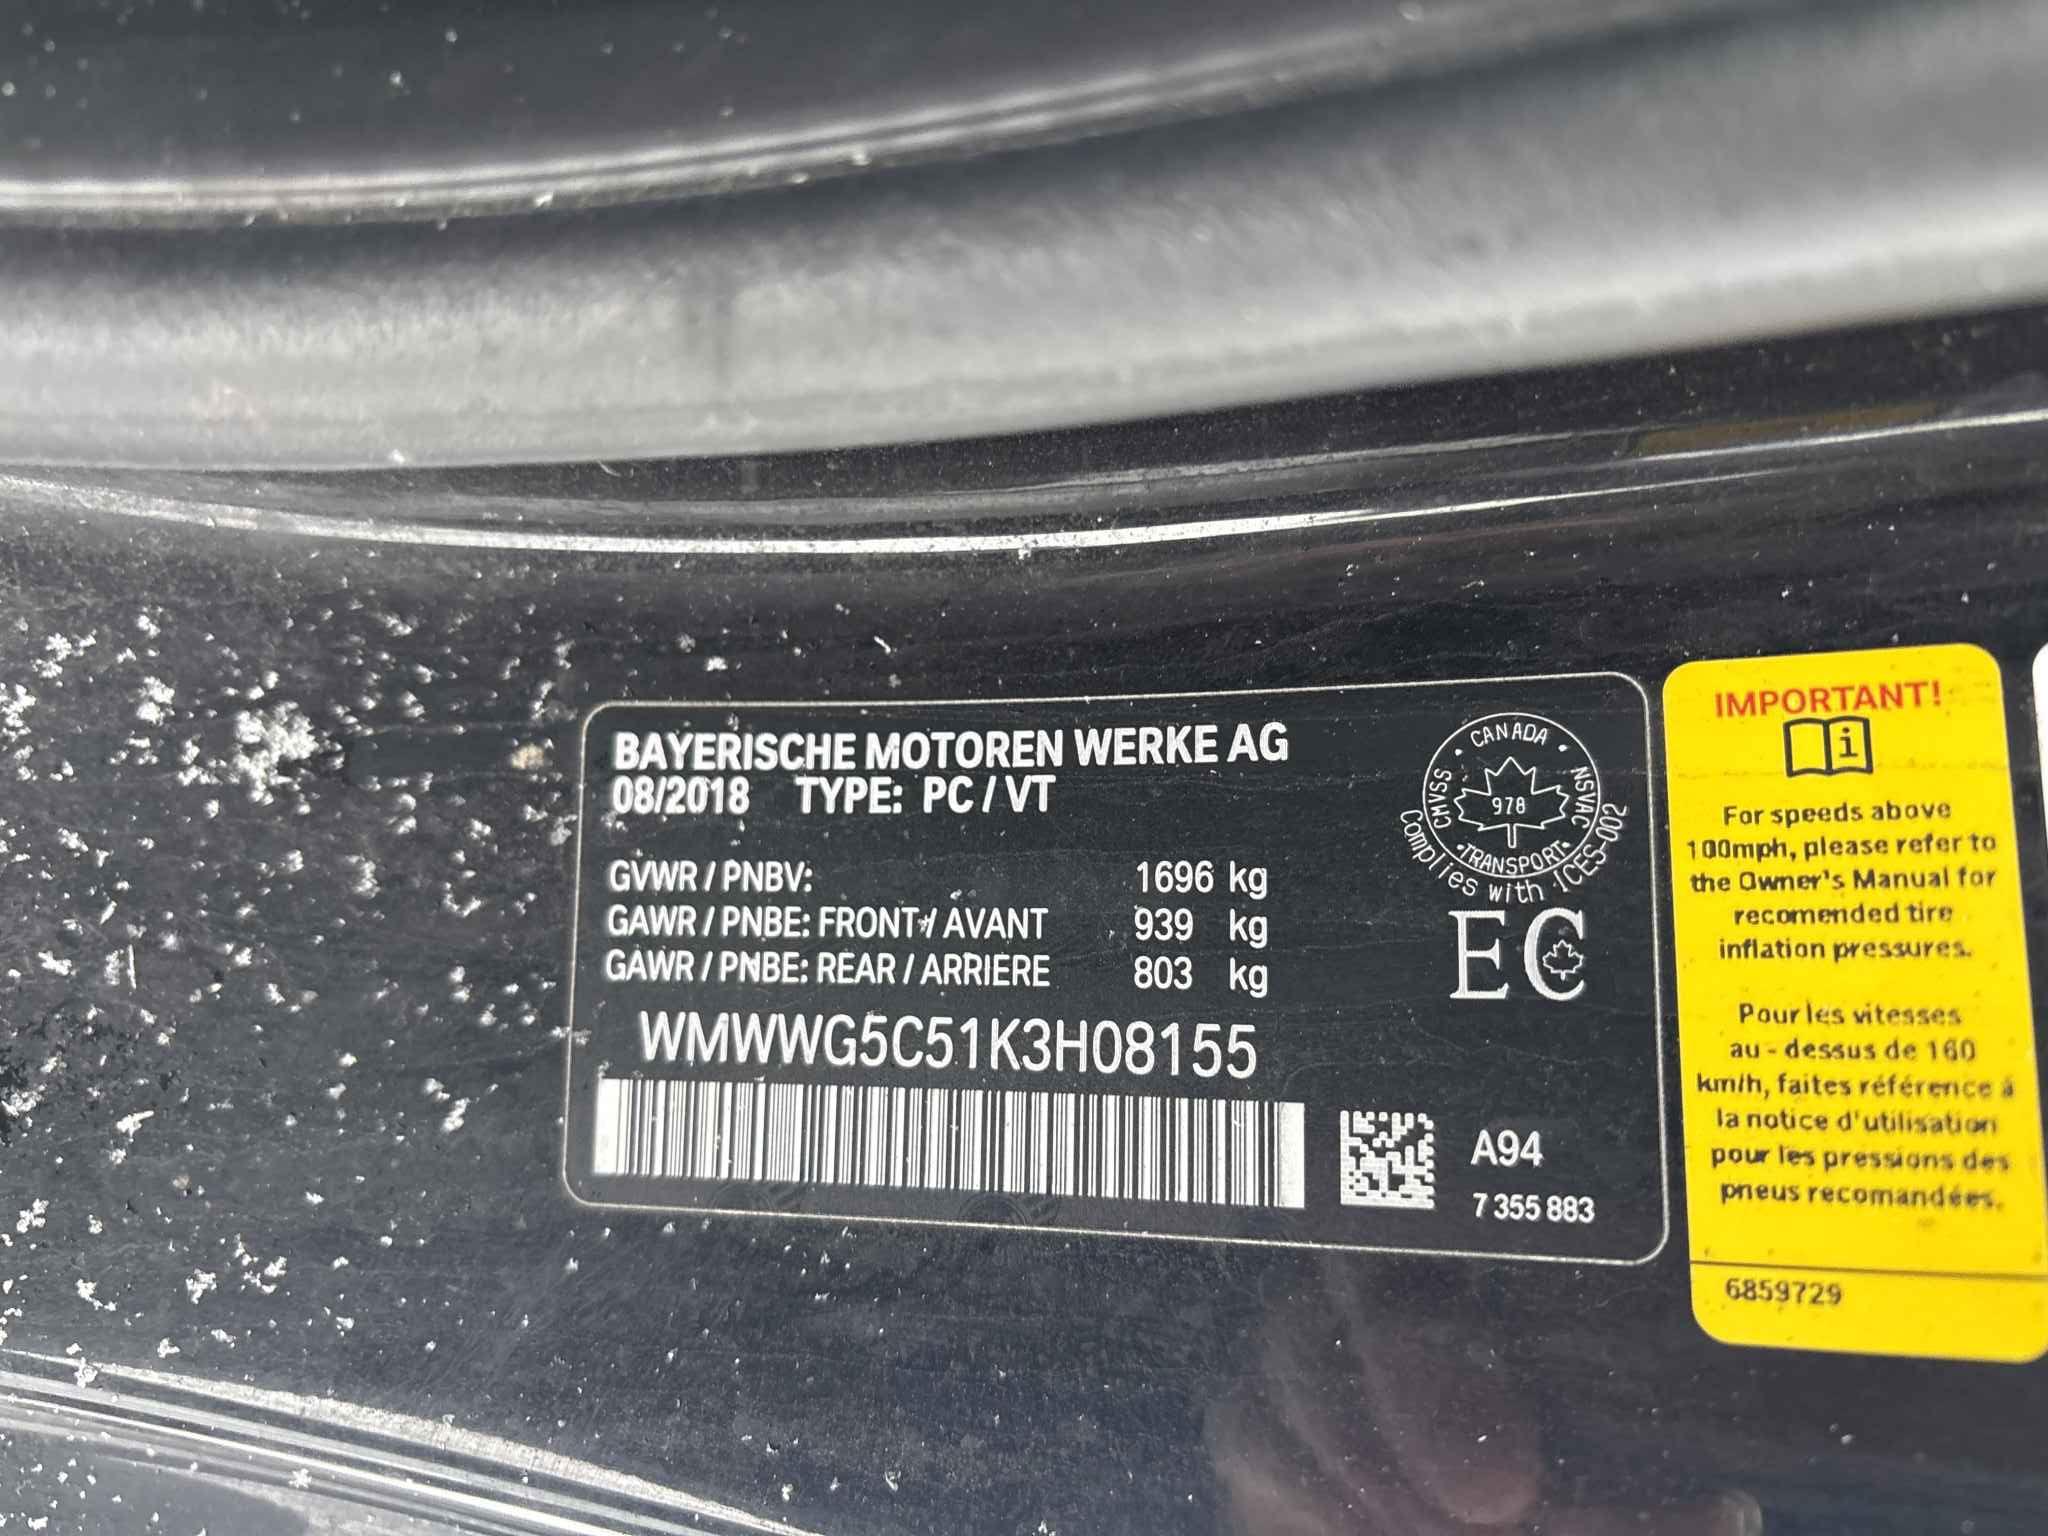 BAYERISCHE MOTOREN WERKE AG
08/2018 TYPE: PC / VT
GVWR / PNBV: 1696 kg
GAWR / PNBE: FRONT / AVANT 939 kg
GAWR / PNBE: REAR / ARRIERE 803 kg
WMWWG5C51K3H08155
CANADA
CMVSS
978
NSVAC
TRANSPORT
Complies with ICES-002
EC
A94
7 355 883
IMPORTANT!
i
For speeds above
100mph, please refer to
the Owner's Manual for
recomended tire
inflation pressures.
Pour les vitesses
au - dessus de 160
km/h, faites référence à
la notice d'utilisation
pour les pressions des
pneus recomandées.
6859729